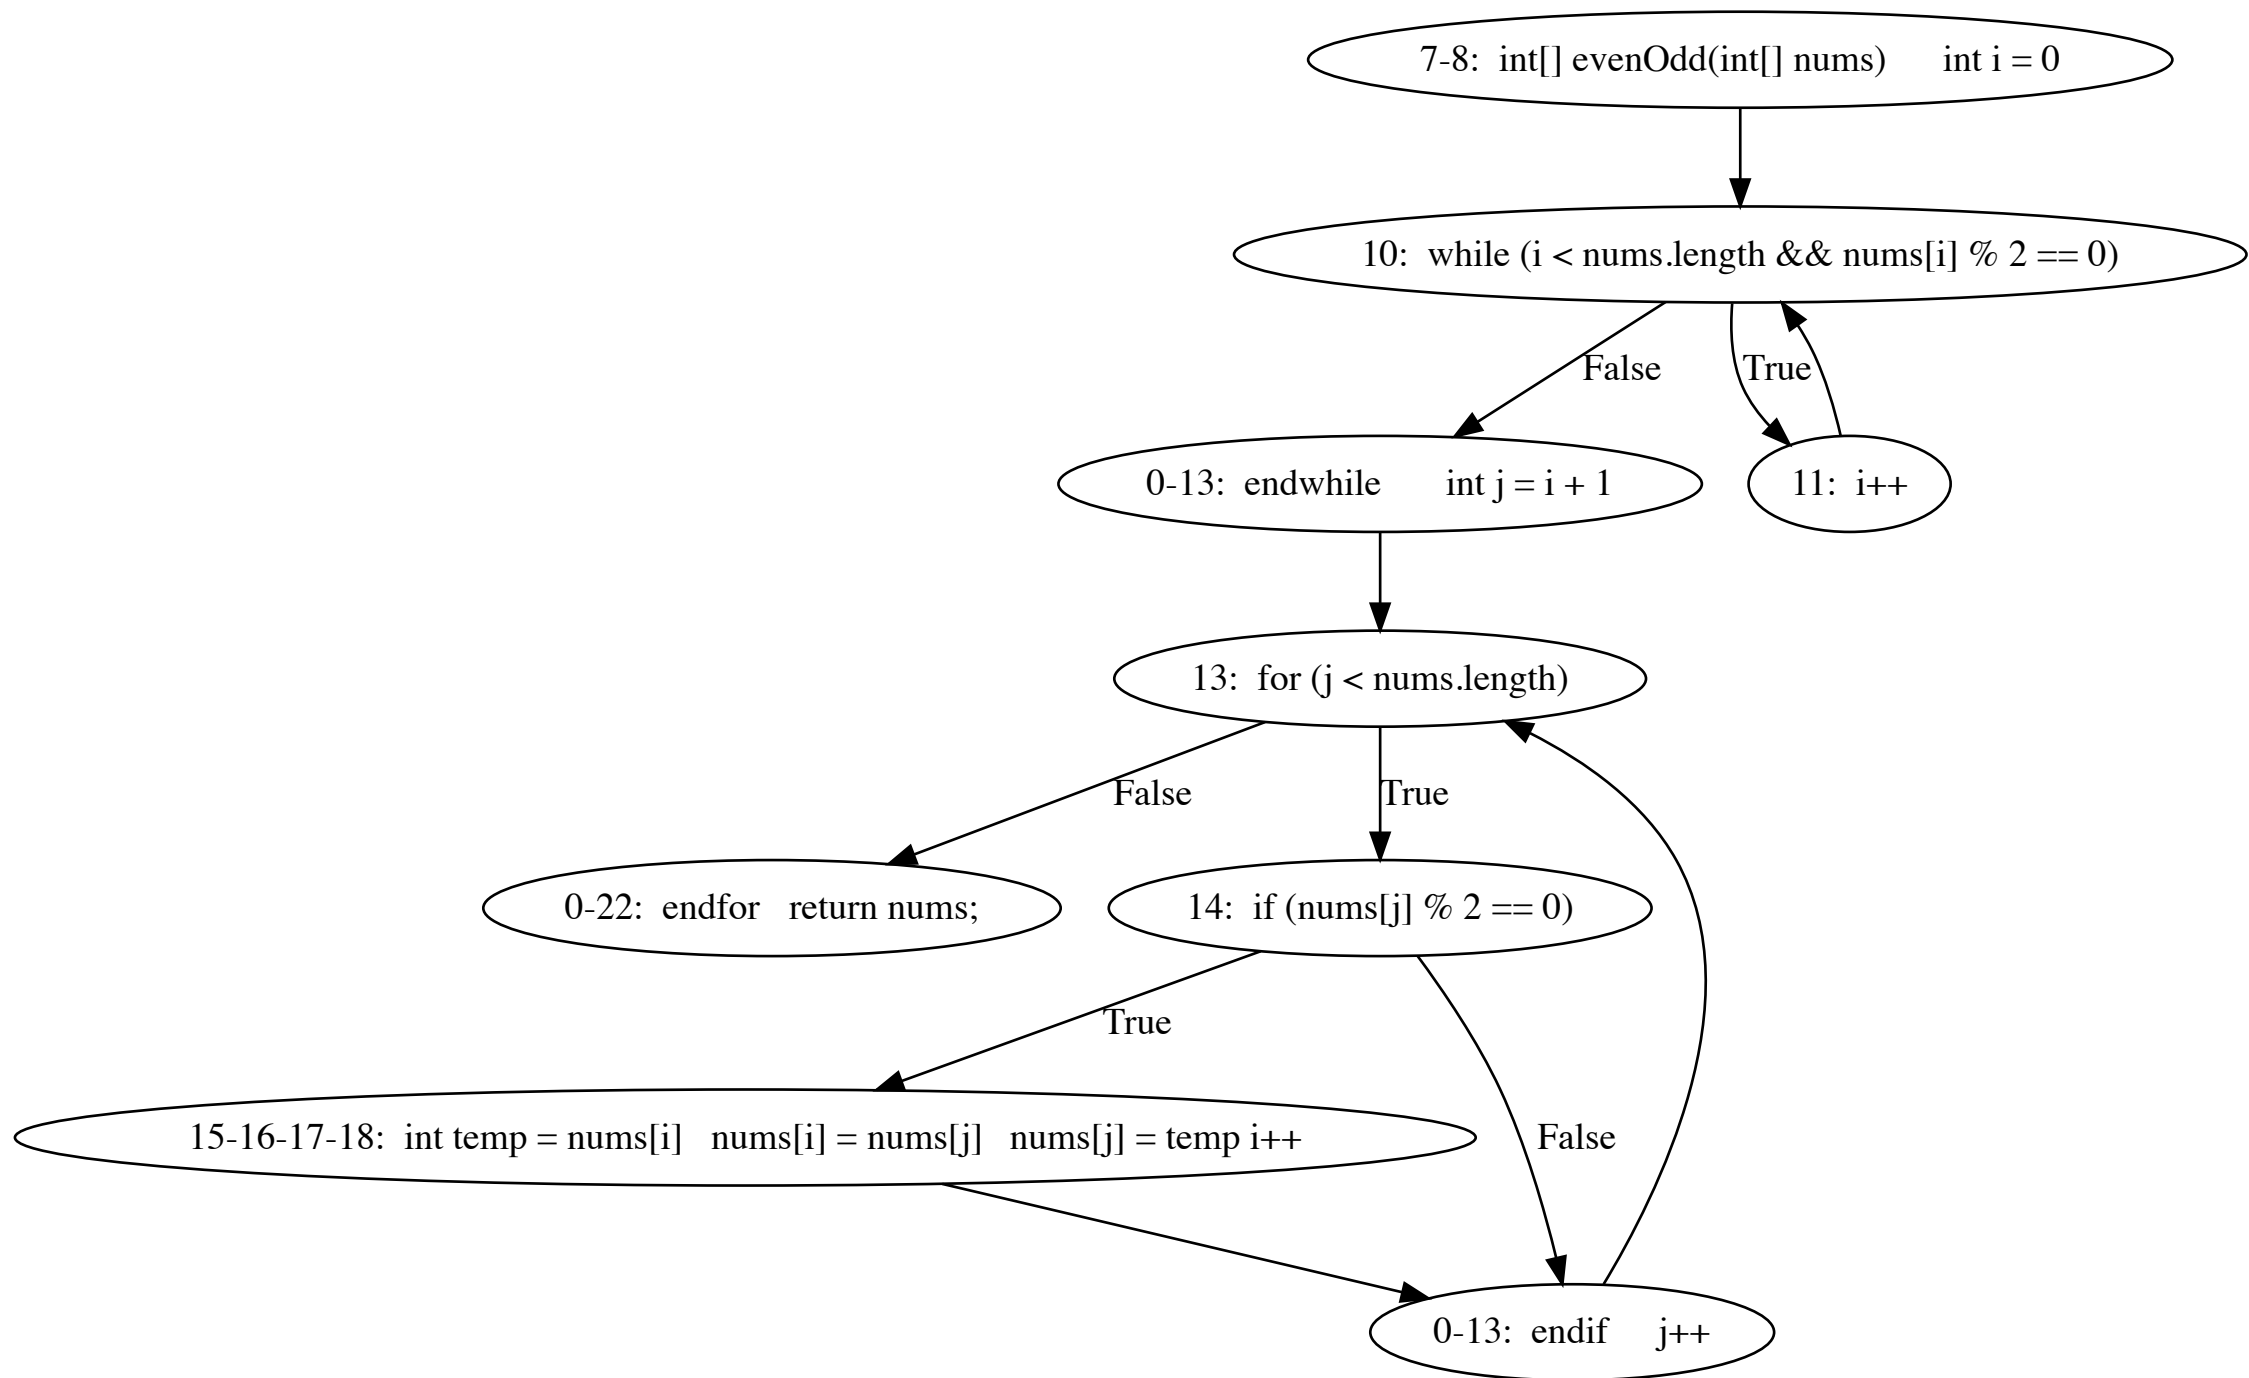 7-8: int[] evenOdd(int[] nums) int i = 0
10: while (i < nums.length && nums[i] % 2 == 0)
False
True
0-13: endwhile int j = i + 1
11: i++
13: for (j < nums.length)
False
True
0-22: endfor return nums;
14: if (nums[j] % 2 == 0)
True
15-16-17-18: int temp = nums[i] nums[i] = nums[j] nums[j] = temp i++
False
0-13: endif j++